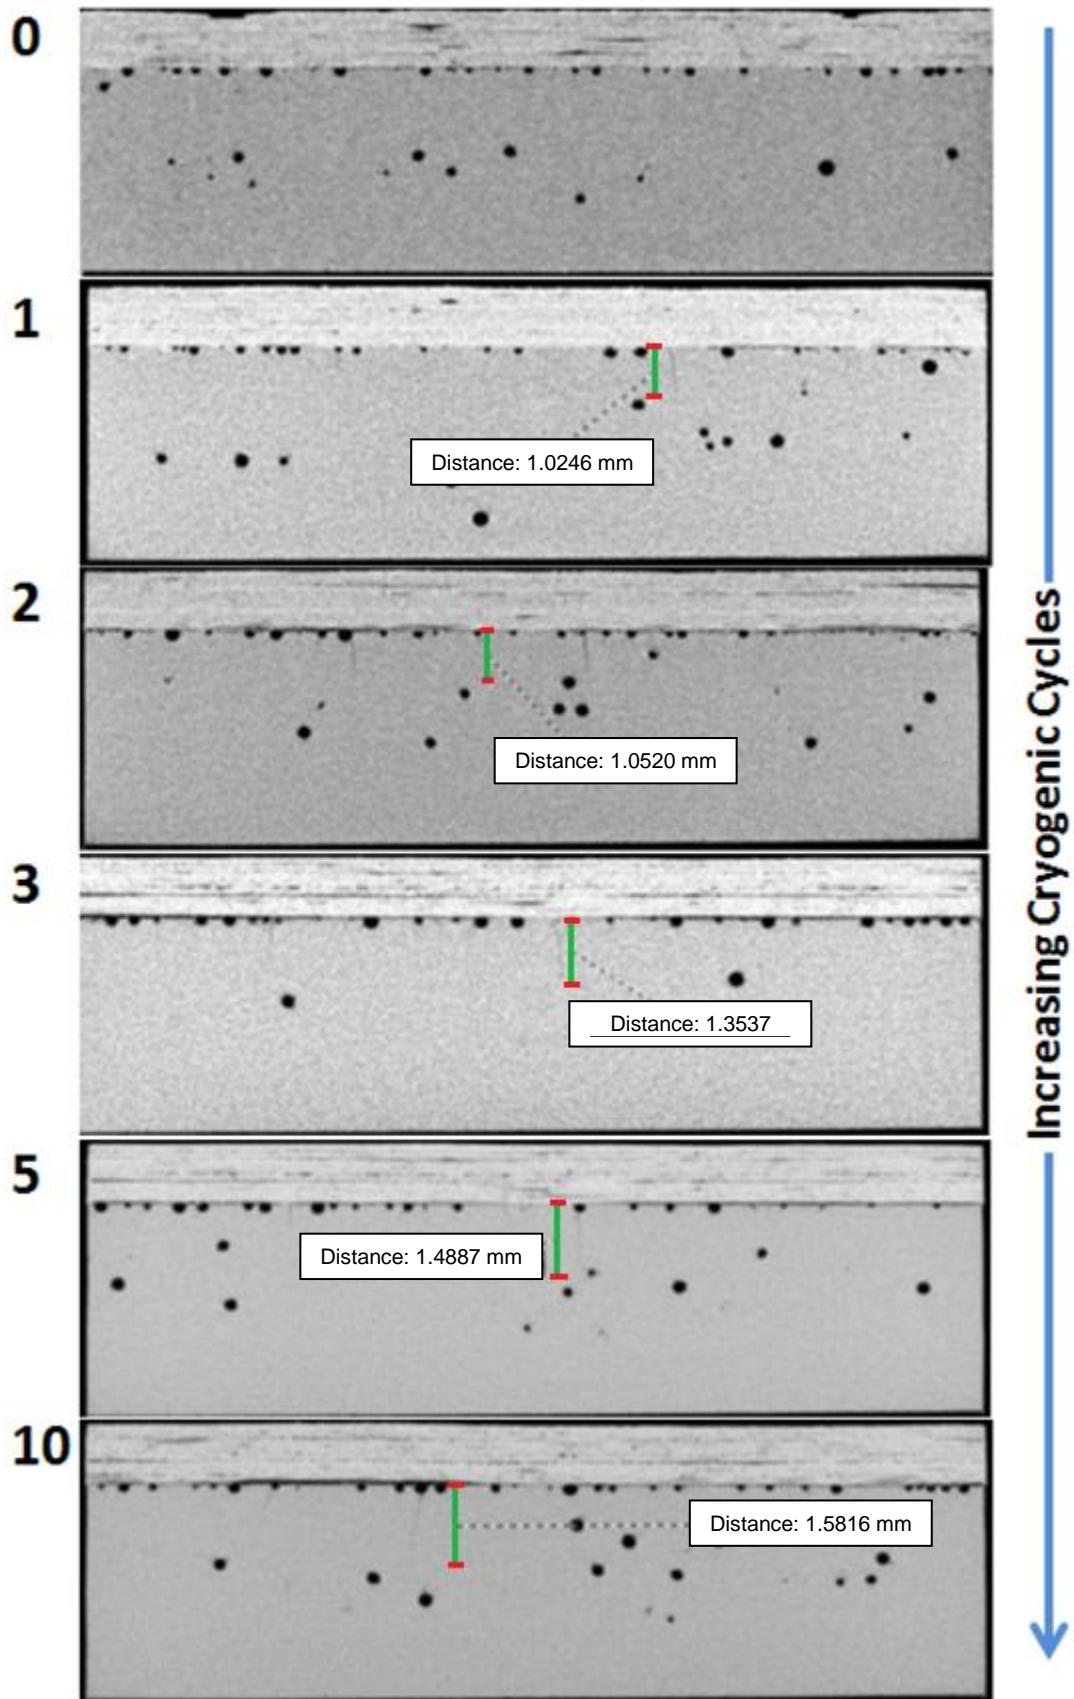 0
1
Distance: 1.0246 mm
2
Distance: 1.0520 mm
3
Distance: 1.3537
5
Distance: 1.4887 mm
10
Distance: 1.5816 mm
Increasing Cryogenic Cycles